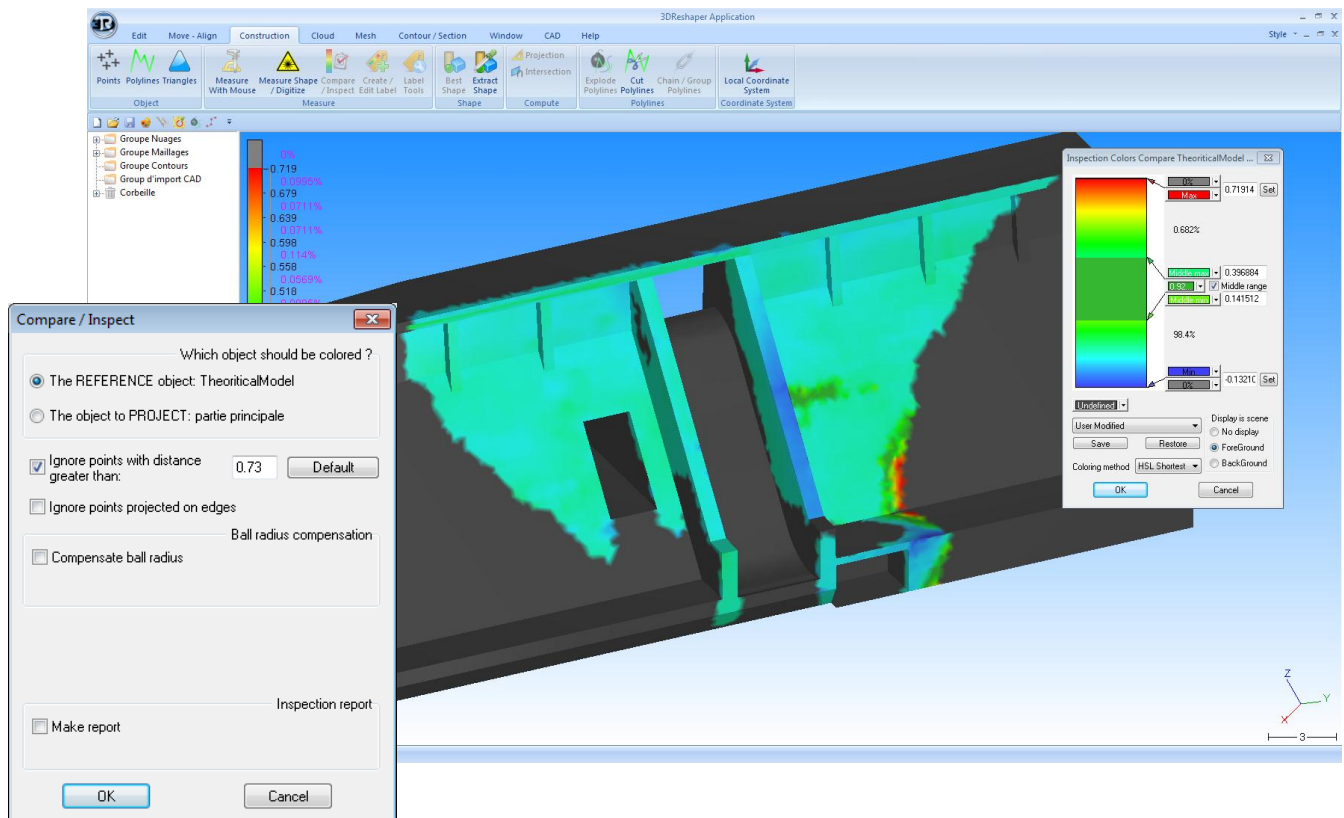 3DReshaper Application
Edit Move - Align Construction Cloud Mesh Contour / Section Window CAD Help Style
Points Polylines Triangles
Object
Measure With Mouse
Measure Shape / Digitize
Compare / Inspect
Create / Edit Label
Label Tools
Measure
Best Shape
Extract Shape
Shape
Projection
Intersection
Compute
Explode Polylines
Cut Polylines
Chain / Group Polylines
Polylines
Local Coordinate System
Coordinate System
Groupe Nuages
Groupe Maillages
Groupe Contours
Group d'import CAD
Corbeille
0%
0.719
0.0995%
0.679
0.0711%
0.639
0.0711%
0.598
0.114%
0.558
0.0569%
0.518
Inspection Colors Compare TheoriticalModel ...
0%
Max 0.71914 Set
0.682%
Middle max 0.396884
0.92 Middle range
Middle min 0.141512
98.4%
Min
0% -0.1321 Set
Undefined
User Modified
Save Restore
Coloring method HSL Shortest
Display is scene
No display
ForeGround
BackGround
OK Cancel
Compare / Inspect
Which object should be colored ?
The REFERENCE object: TheoriticalModel
The object to PROJECT: partie principale
Ignore points with distance
greater than: 0.73 Default
Ignore points projected on edges
Ball radius compensation
Compensate ball radius
Inspection report
Make report
OK Cancel
Z
Y
X
3